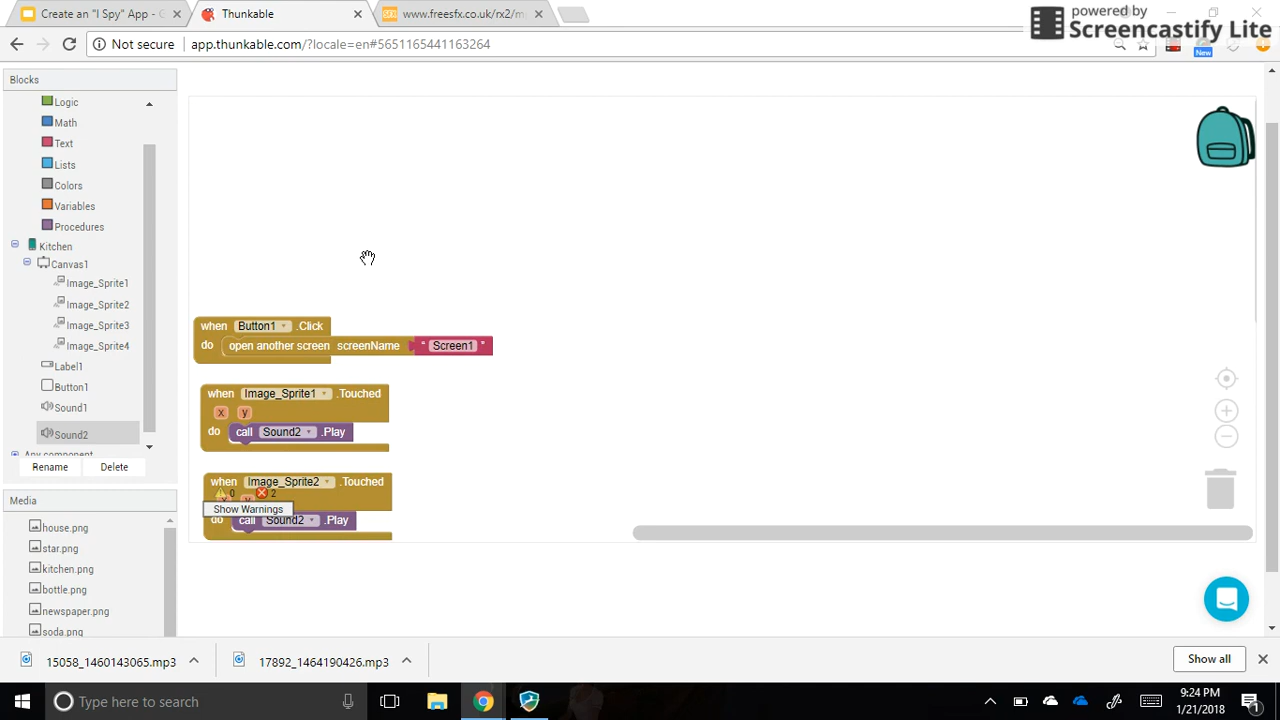 Create an "I Spy" App - G
Thunkable
www.freesfx.co.uk/rx2/m
powered by
Screencastify Lite
Not secure
app.thunkable.com/?locale=en#5651165441163264
New
Blocks
Logic
Math
Text
Lists
Colors
Variables
Procedures
Kitchen
Canvas1
Image_Sprite1
Image_Sprite2
Image_Sprite3
Image_Sprite4
Label1
Button1
Sound1
Sound2
Any component
Rename Delete
Media
house.png
star.png
kitchen.png
bottle.png
newspaper.png
soda.png
when Button1 .Click
do open another screen screenName " Screen1 "
when Image_Sprite1 .Touched
x y
do call Sound2 .Play
when Image_Sprite2 .Touched
0 2
Show Warnings
do call Sound2 .Play
15058_1460143065.mp3
17892_1464190426.mp3
Show all
Type here to search
9:24 PM
1/21/2018
1